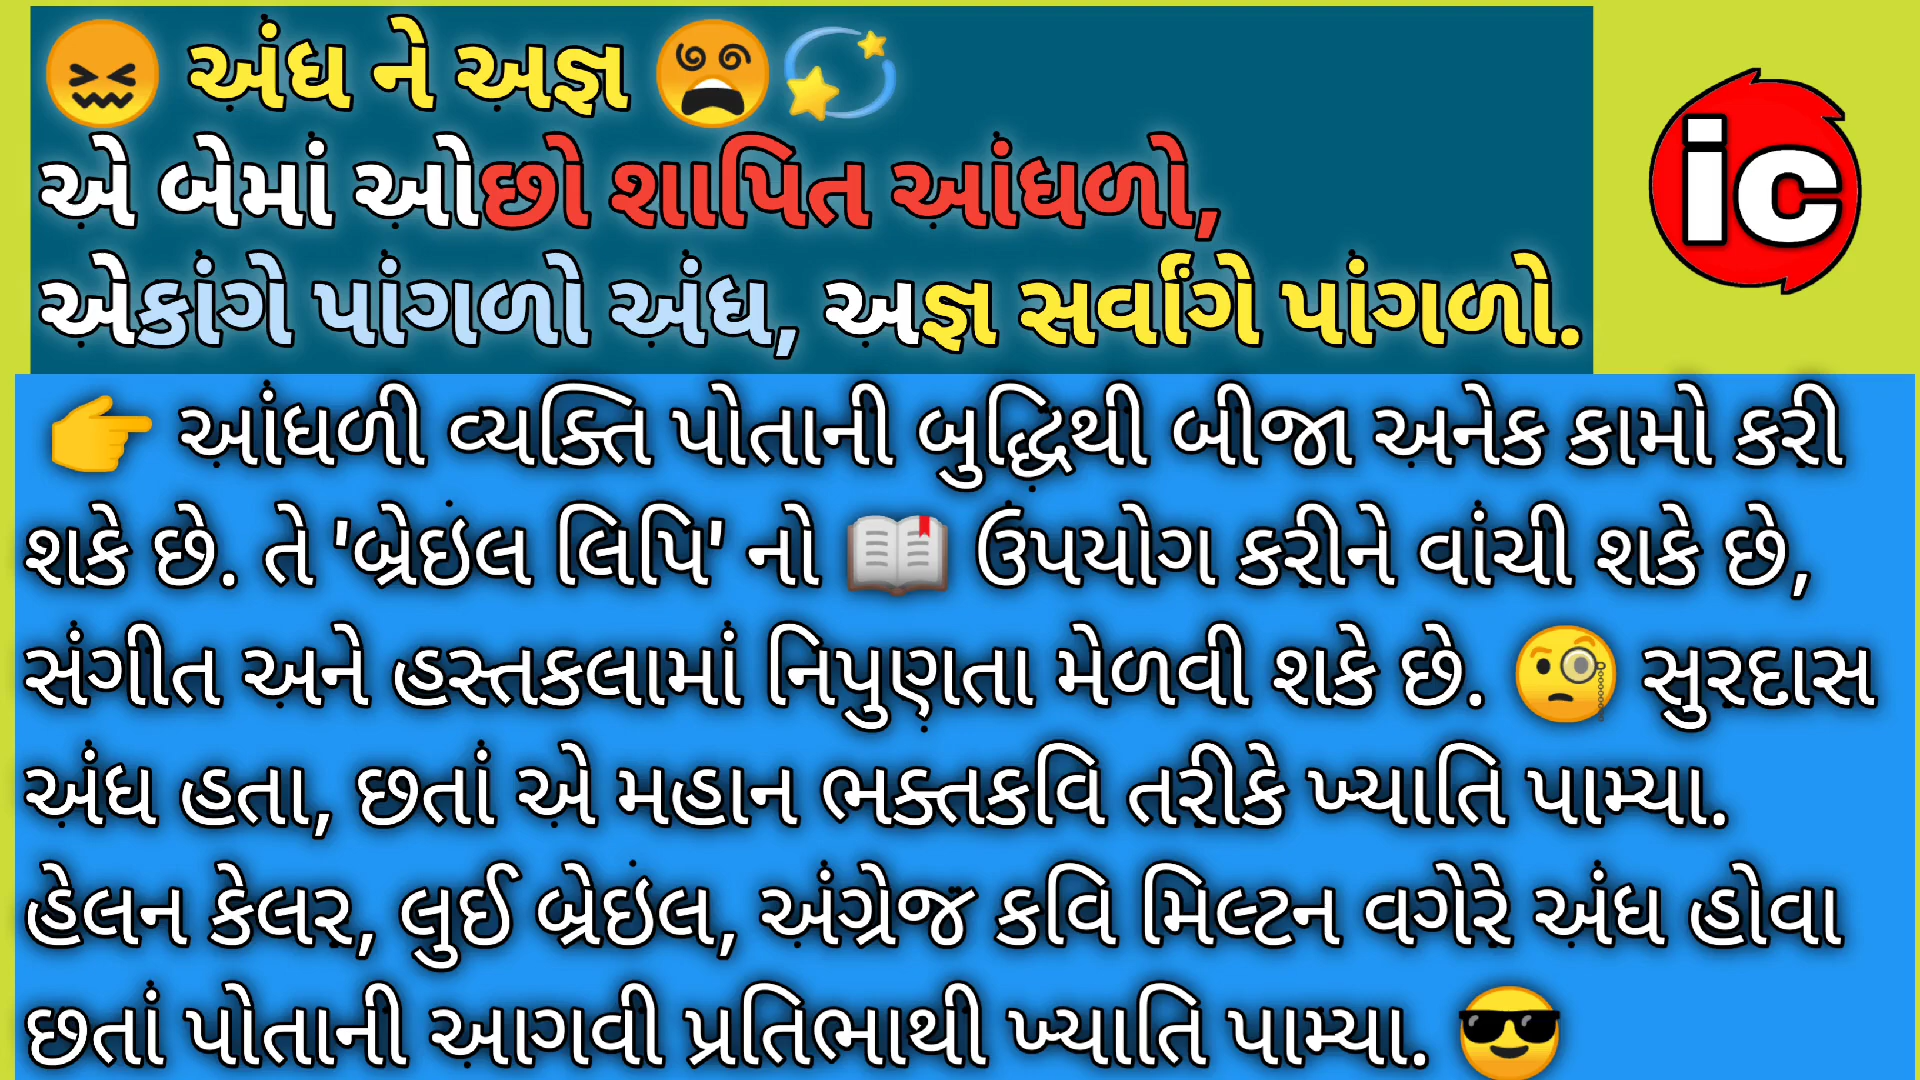 😖 અંધ ને અજ્ઞ 😵💫
એ બેમાં ઓછો શાપિત આંધળો,
એકાંગે પાંગળો અંધ, અજ્ઞ સર્વાંગે પાંગળો.
ic
👉 આંધળી વ્યક્તિ પોતાની બુદ્ધિથી બીજા અનેક કામો કરી
શકે છે. તે 'બ્રેઇલ લિપિ' નો 📖 ઉપયોગ કરીને વાંચી શકે છે,
સંગીત અને હસ્તકલામાં નિપુણતા મેળવી શકે છે. 🧐 સુરદાસ
અંધ હતા, છતાં એ મહાન ભક્તકવિ તરીકે ખ્યાતિ પામ્યા.
હેલન કેલર, લુઈ બ્રેઇલ, અંગ્રેજ કવિ મિલ્ટન વગેરે અંધ હોવા
છતાં પોતાની આગવી પ્રતિભાથી ખ્યાતિ પામ્યા. 😎